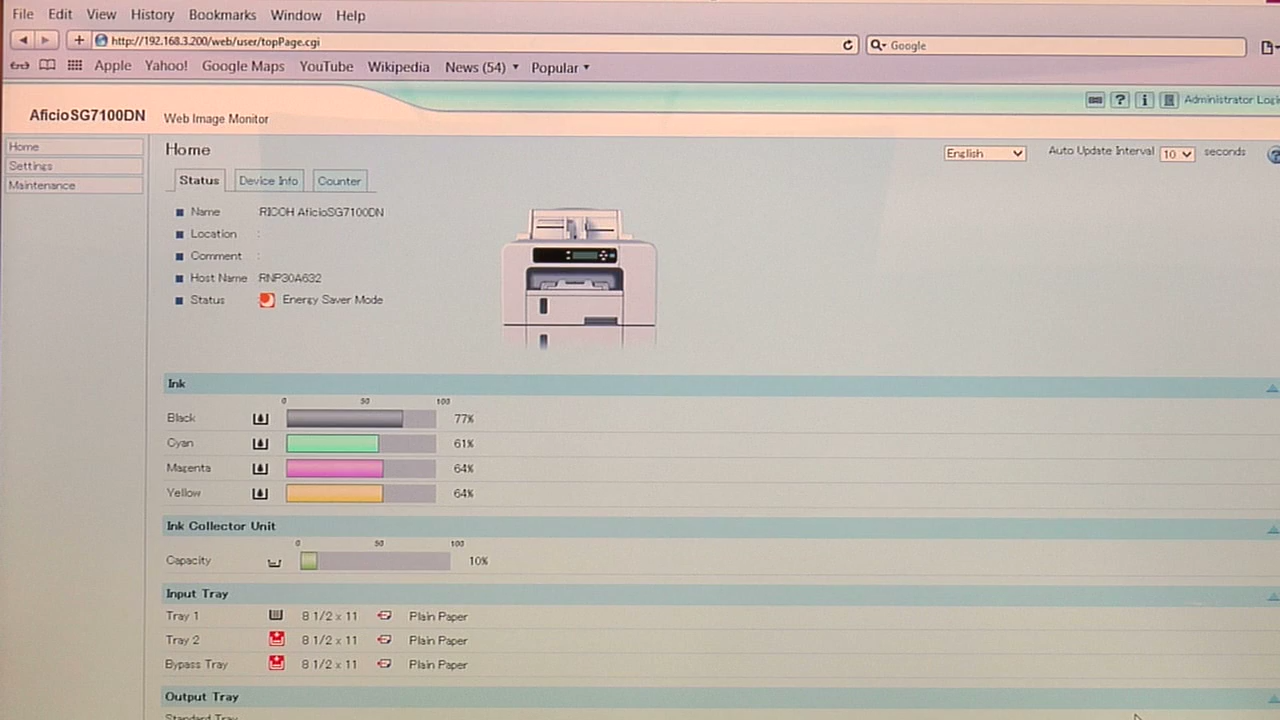 File Edit View History Bookmarks Window Help
http://192.168.3.200/web/user/topPage.cgi
Google
Apple Yahoo! Google Maps YouTube Wikipedia News (54) Popular
Administrator
AficioSG7100DN Web Image Monitor
Home
Settings
Maintenance
Home
English Auto Update Interval 10 seconds
Status Device Info Counter
Name RICOH AficioSG7100DN
Location :
Comment :
Host Name RNP30A632
Status Energy Saver Mode
Ink
0 50 100
Black 77%
Cyan 61%
Magenta 64%
Yellow 64%
Ink Collector Unit
0 50 100
Capacity 10%
Input Tray
Tray 1 8 1/2 x 11 Plain Paper
Tray 2 8 1/2 x 11 Plain Paper
Bypass Tray 8 1/2 x 11 Plain Paper
Output Tray
Standard Tray